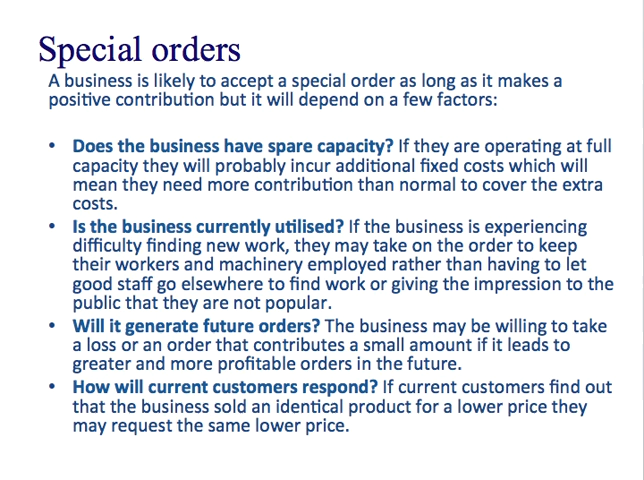 Special orders
A business is likely to accept a special order as long as it makes a
positive contribution but it will depend on a few factors:
• Does the business have spare capacity? If they are operating at full
capacity they will probably incur additional fixed costs which will
mean they need more contribution than normal to cover the extra
costs.
• Is the business currently utilised? If the business is experiencing
difficulty finding new work, they may take on the order to keep
their workers and machinery employed rather than having to let
good staff go elsewhere to find work or giving the impression to the
public that they are not popular.
• Will it generate future orders? The business may be willing to take
a loss or an order that contributes a small amount if it leads to
greater and more profitable orders in the future.
• How will current customers respond? If current customers find out
that the business sold an identical product for a lower price they
may request the same lower price.